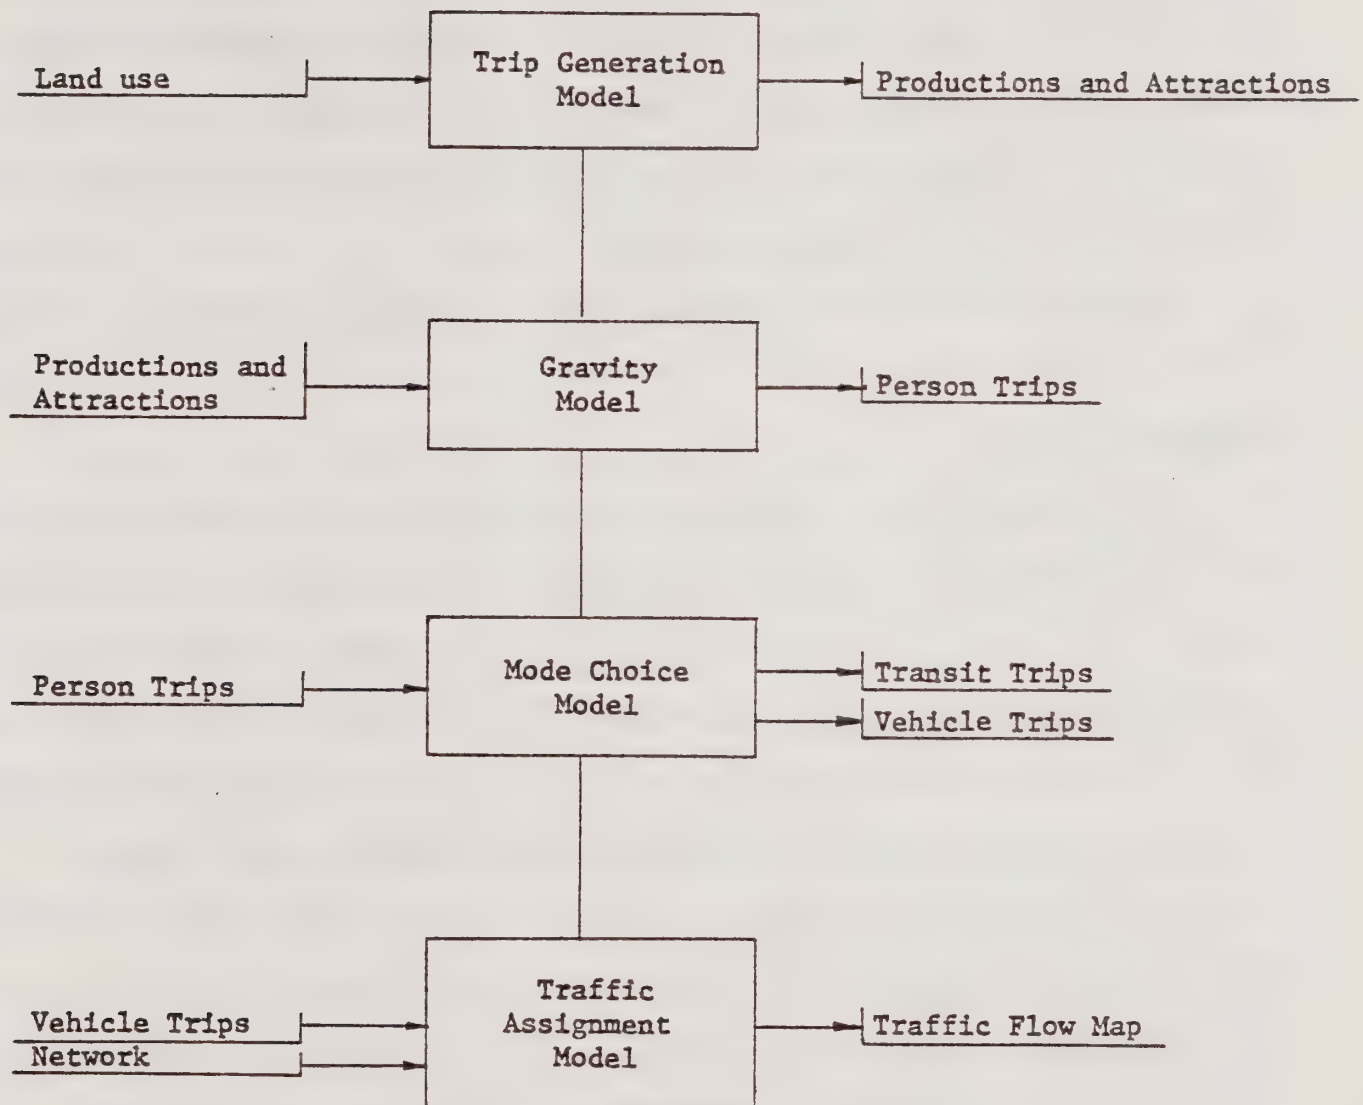 Land use
Trip Generation
Model
Productions and Attractions
Productions and
Attractions
Gravity
Model
Person Trips
Person Trips
Mode Choice
Model
Transit Trips
Vehicle Trips
Vehicle Trips
Network
Traffic
Assignment
Model
Traffic Flow Map